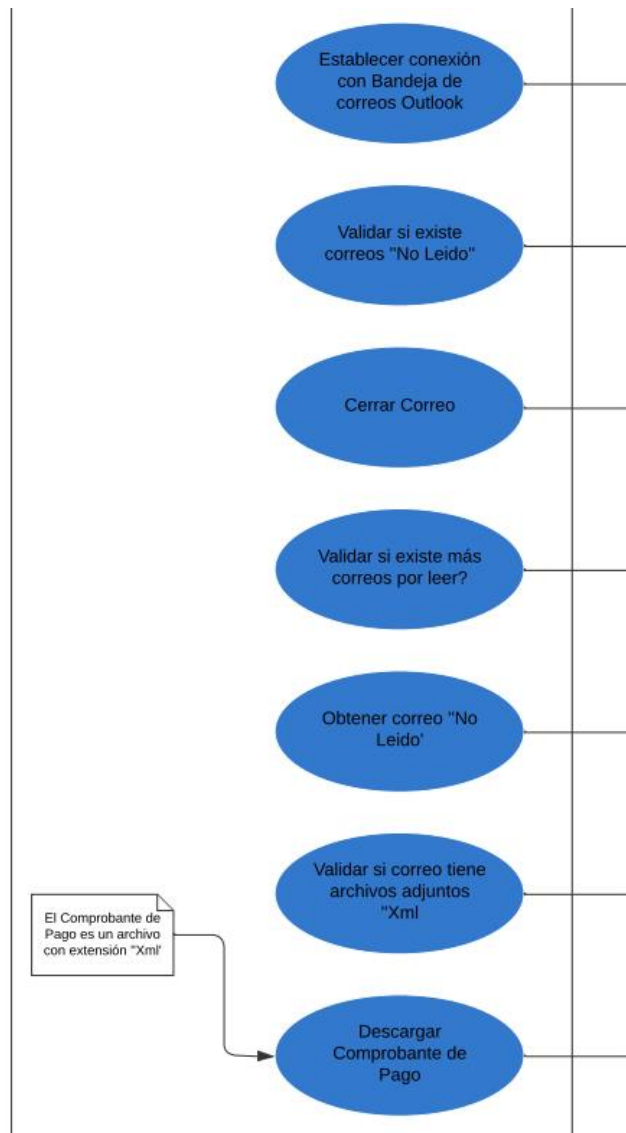 Establecer conexión
con Bandeja de
correos Outlook
Validar si existe
correos "No Leido"
Cerrar Correo
Validar si existe más
correos por leer?
Obtener correo "No
Leido'
Validar si correo tiene
archivos adjuntos
"Xml
El Comprobante de
Pago es un archivo
con extensión "Xml'
Descargar
Comprobante de
Pago